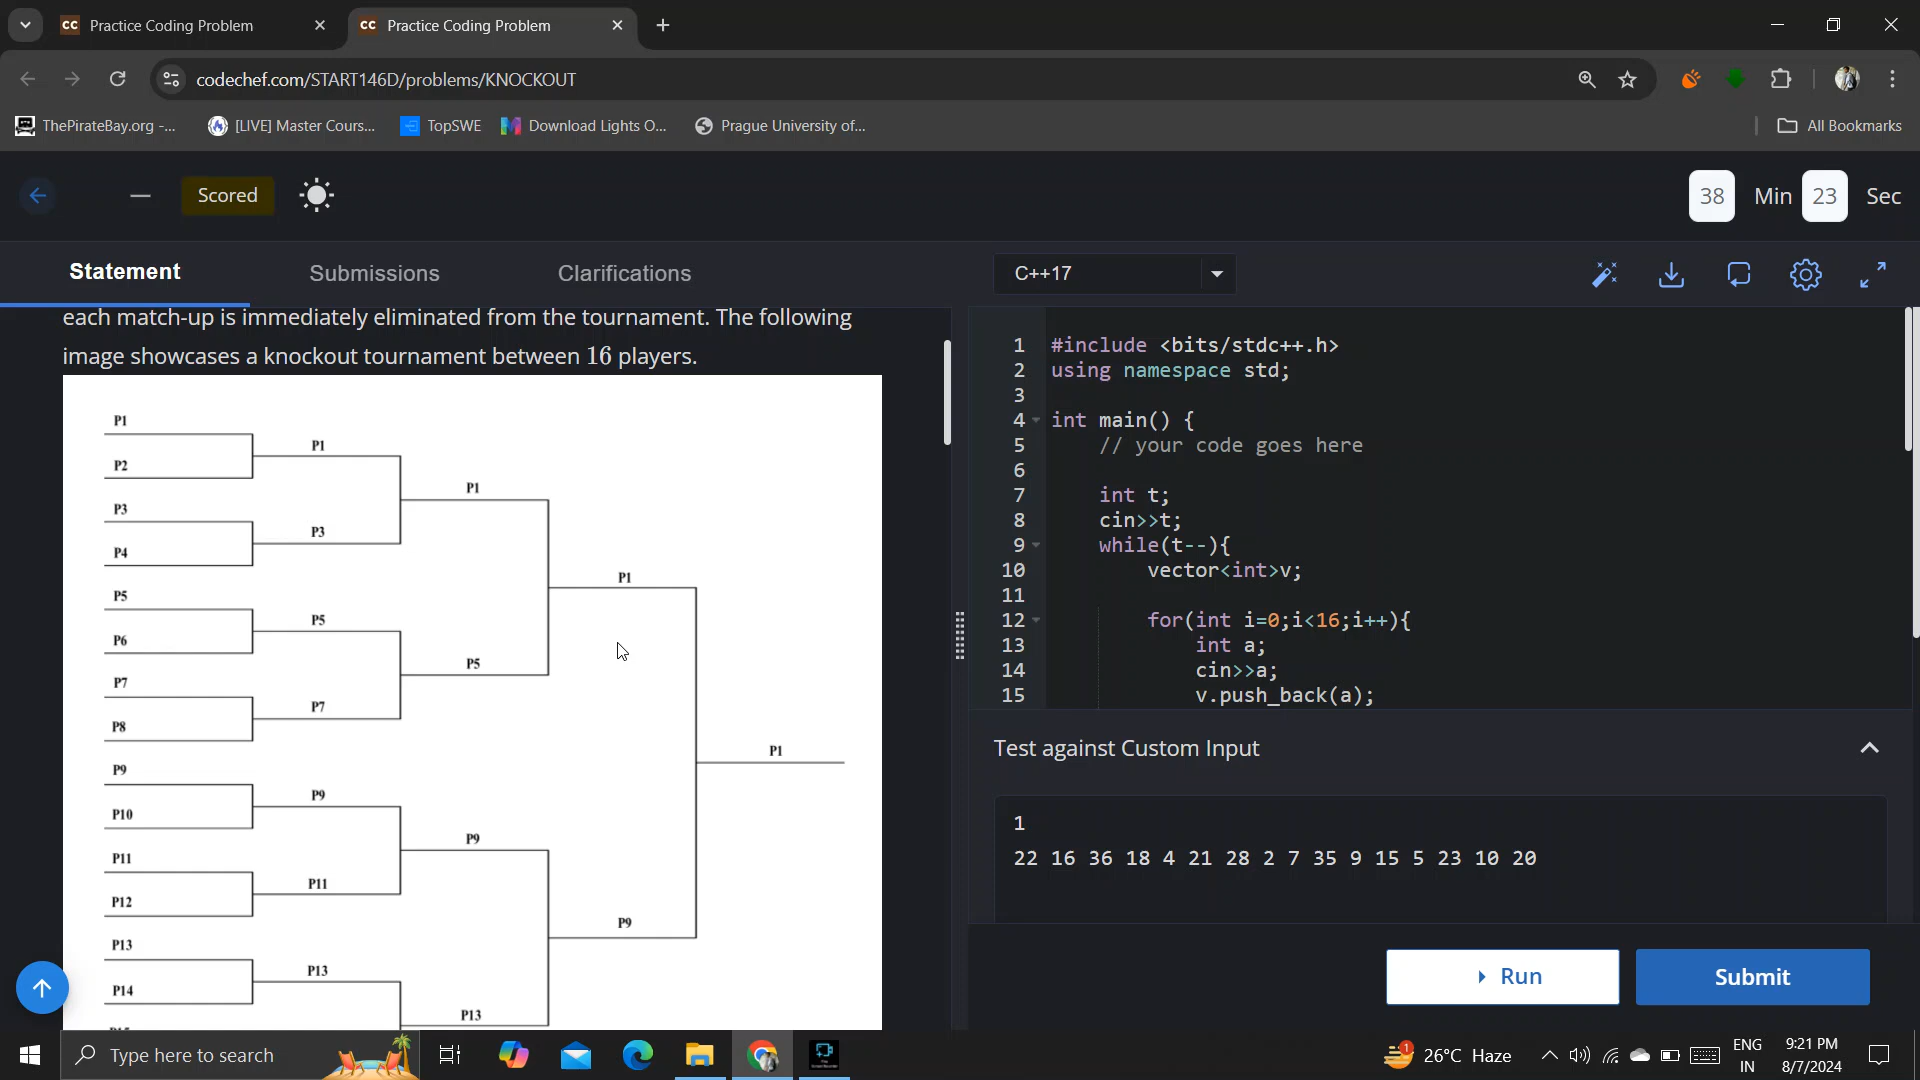 CC Practice Coding Problem
CC Practice Coding Problem
codechef.com/START146D/problems/KNOCKOUT
ThePirateBay.org -...
[LIVE] Master Cours...
TopSWE
Download Lights O...
Prague University of...
All Bookmarks
Scored
38 Min 23 Sec
Statement
Submissions
Clarifications
each match-up is immediately eliminated from the tournament. The following
image showcases a knockout tournament between 16 players.
P1
P2
P3
P4
P5
P6
P7
P8
P9
P10
P11
P12
P13
P14
P1
P3
P5
P7
P9
P11
P13
P1
P5
P9
P13
P1
P9
P1
C++17
1 #include <bits/stdc++.h>
2 using namespace std;
3
4 int main() {
5 // your code goes here
6
7 int t;
8 cin>>t;
9 while(t--){
10 vector<int>v;
11
12 for(int i=0;i<16;i++){
13 int a;
14 cin>>a;
15 v.push_back(a);
Test against Custom Input
1
22 16 36 18 4 21 28 2 7 35 9 15 5 23 10 20
Run
Submit
Type here to search
1
26°C Haze
ENG
IN
9:21 PM
8/7/2024